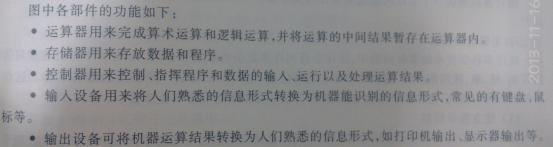 图中各部件的功能如下:
● 运算器用来完成算术运算和逻辑运算,并将运算的中间结果暂存在运算器内。
● 存储器用来存放数据和程序。
● 控制器用来控制、指挥程序和数据的输入、运行以及处理运算结果。
● 输入设备用来将人们熟悉的信息形式转换为机器能识别的信息形式,常见的有键盘、鼠
标等。
● 输出设备可将机器运算结果转换为人们熟悉的信息形式,如打印机输出、显示器输出等。
2013-11-16